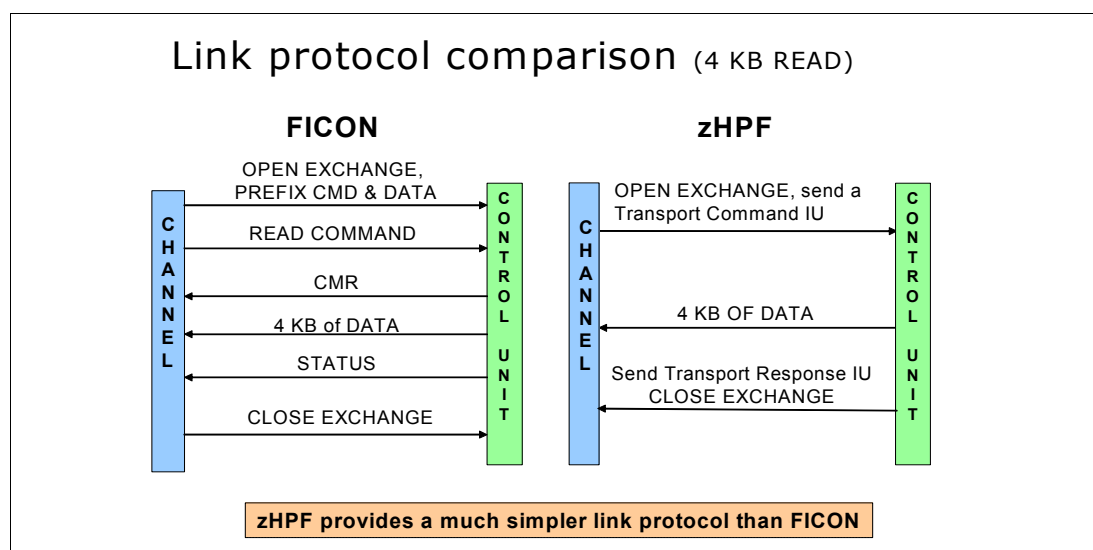 Link protocol comparison (4 KB READ)
FICON
OPEN EXCHANGE,
PREFIX CMD & DATA
READ COMMAND
CMR
4 KB of DATA
STATUS
CLOSE EXCHANGE
CHANNEL
CONTROL UNIT
zHPF
OPEN EXCHANGE, send a
Transport Command IU
4 KB OF DATA
Send Transport Response IU
CLOSE EXCHANGE
CHANNEL
CONTROL UNIT
zHPF provides a much simpler link protocol than FICON